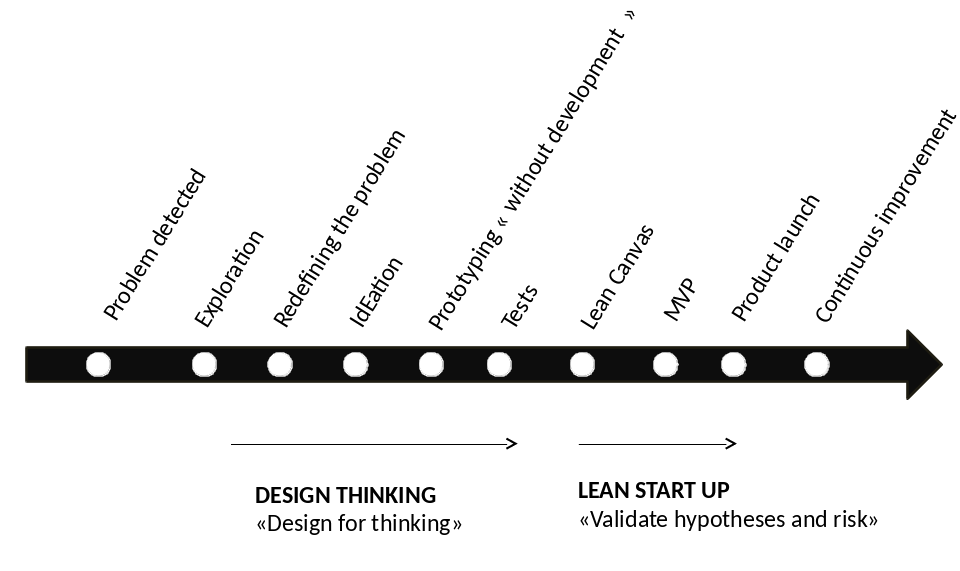 Problem detected
Exploration
Redefining the problem
IdEation
Prototyping « without development »
Tests
Lean Canvas
MVP
Product launch
Continuous improvement
DESIGN THINKING
«Design for thinking»
LEAN START UP
«Validate hypotheses and risk»